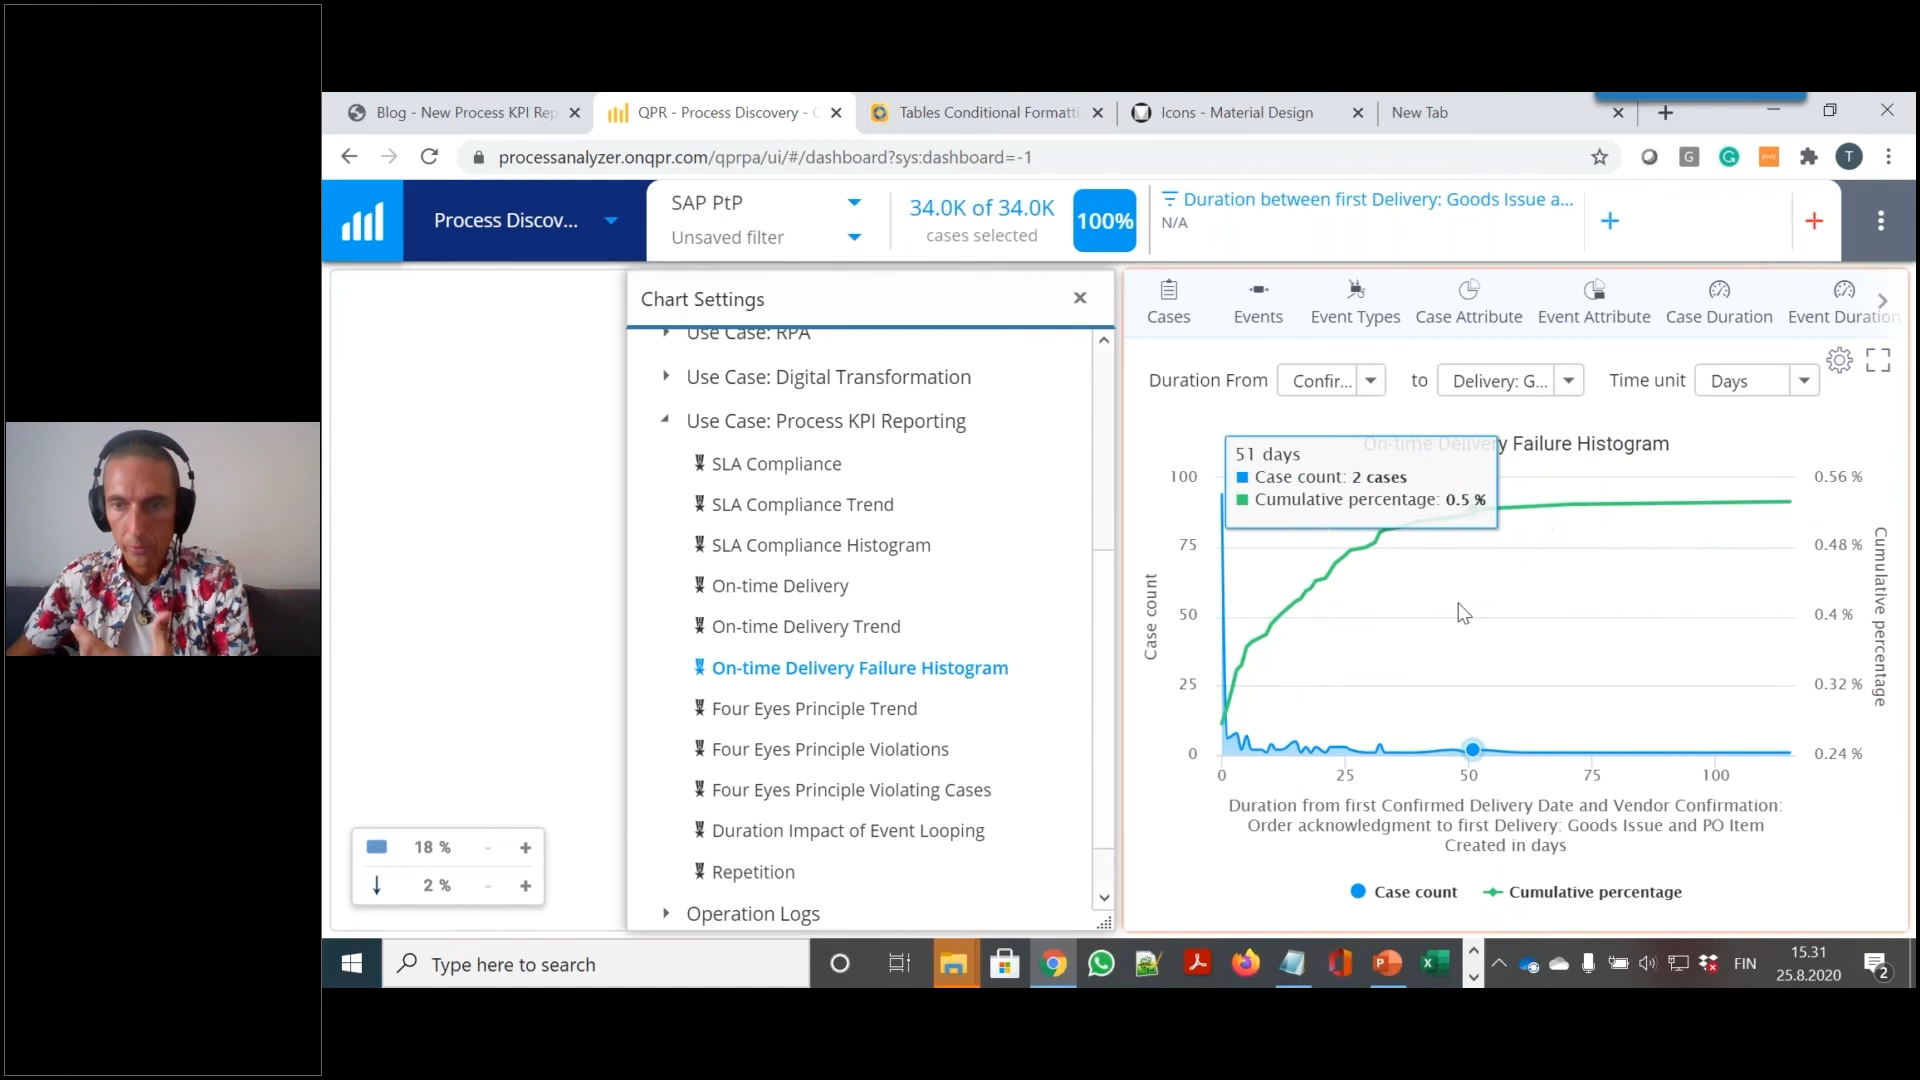 Blog - New Process KPI Rep
QPR - Process Discovery -
Tables Conditional Formatti
Icons - Material Design
New Tab
processanalyzer.onqpr.com/qprpa/ui/#/dashboard?sys:dashboard=-1
G
T
Process Discov...
SAP PtP
Unsaved filter
34.0K of 34.0K
cases selected
100%
Duration between first Delivery: Goods Issue a...
N/A
Chart Settings
Use Case: RPA
Use Case: Digital Transformation
Use Case: Process KPI Reporting
SLA Compliance
SLA Compliance Trend
SLA Compliance Histogram
On-time Delivery
On-time Delivery Trend
On-time Delivery Failure Histogram
Four Eyes Principle Trend
Four Eyes Principle Violations
Four Eyes Principle Violating Cases
Duration Impact of Event Looping
Repetition
Operation Logs
18 % - +
2 % - +
Cases
Events
Event Types
Case Attribute
Event Attribute
Case Duration
Event Duration
Duration From
Confir...
to
Delivery: G...
Time unit
Days
On-time Delivery Failure Histogram
51 days
Case count: 2 cases
Cumulative percentage: 0.5 %
100
75
50
25
0
Case count
0.56 %
0.48 %
0.4 %
0.32 %
0.24 %
Cumulative percentage
0
25
50
75
100
Duration from first Confirmed Delivery Date and Vendor Confirmation:
Order acknowledgment to first Delivery: Goods Issue and PO Item
Created in days
Case count
Cumulative percentage
Type here to search
FIN
15.31
25.8.2020
2